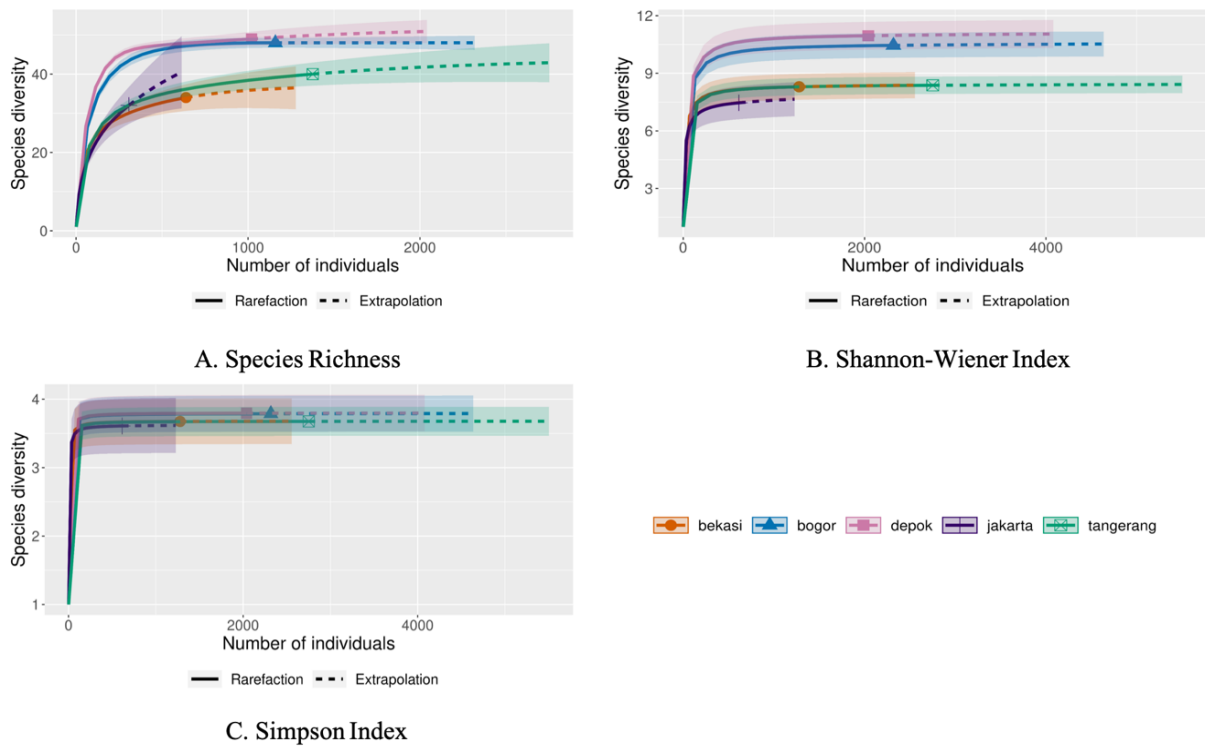 Species diversity
40
20
0
0
1000
2000
Number of individuals
Rarefaction Extrapolation
A. Species Richness
Species diversity
12
9
6
3
0
2000
4000
Number of individuals
Rarefaction Extrapolation
B. Shannon-Wiener Index
Species diversity
4
3
2
1
0
2000
4000
Number of individuals
Rarefaction Extrapolation
C. Simpson Index
bekasi bogor depok jakarta tangerang